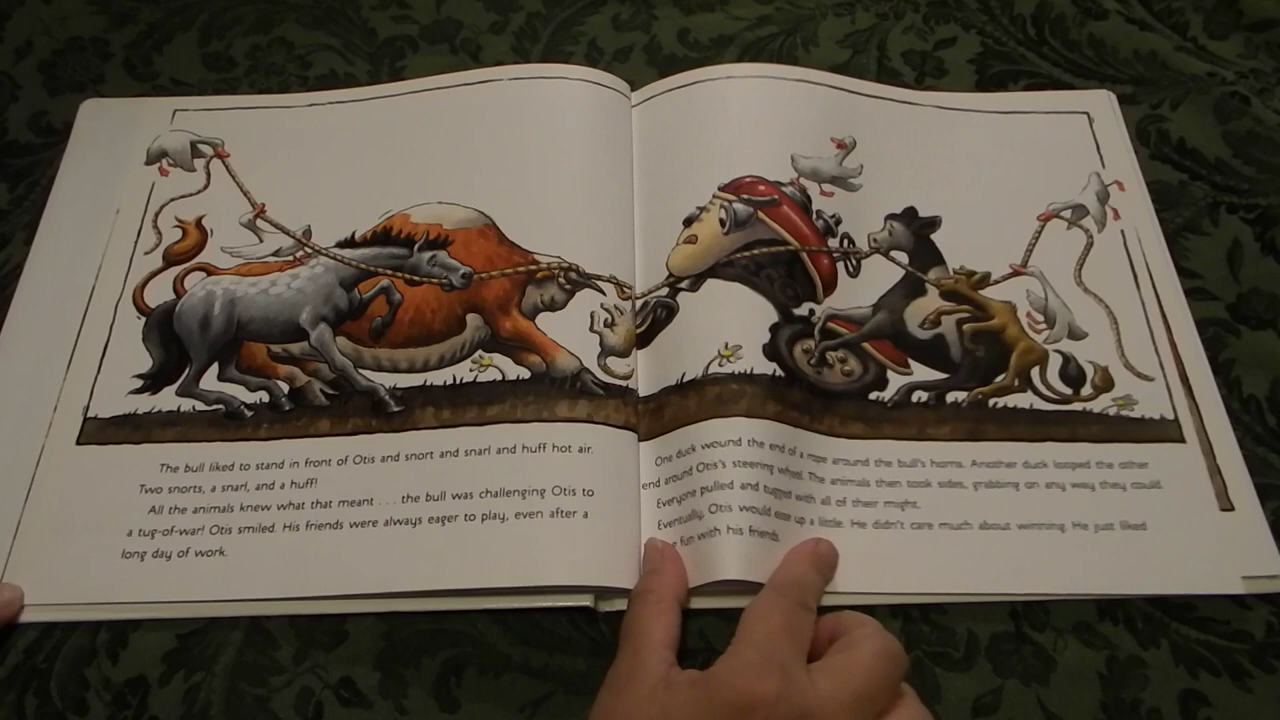 The bull liked to stand in front of Otis and snort and snarl and huff hot air.
Two snorts, a snarl, and a huff!
All the animals knew what that meant . . . the bull was challenging Otis to
a tug-of-war! Otis smiled. His friends were always eager to play, even after a
long day of work.
One duck wound the end of a rope around the bull's horns. Another duck looped the other
end around Otis's steering wheel. The animals then took sides, grabbing on any way they could.
Everyone pulled and tugged with all of their might.
Eventually, Otis would ease up a little. He didn't care much about winning. He just liked
fun with his friends.